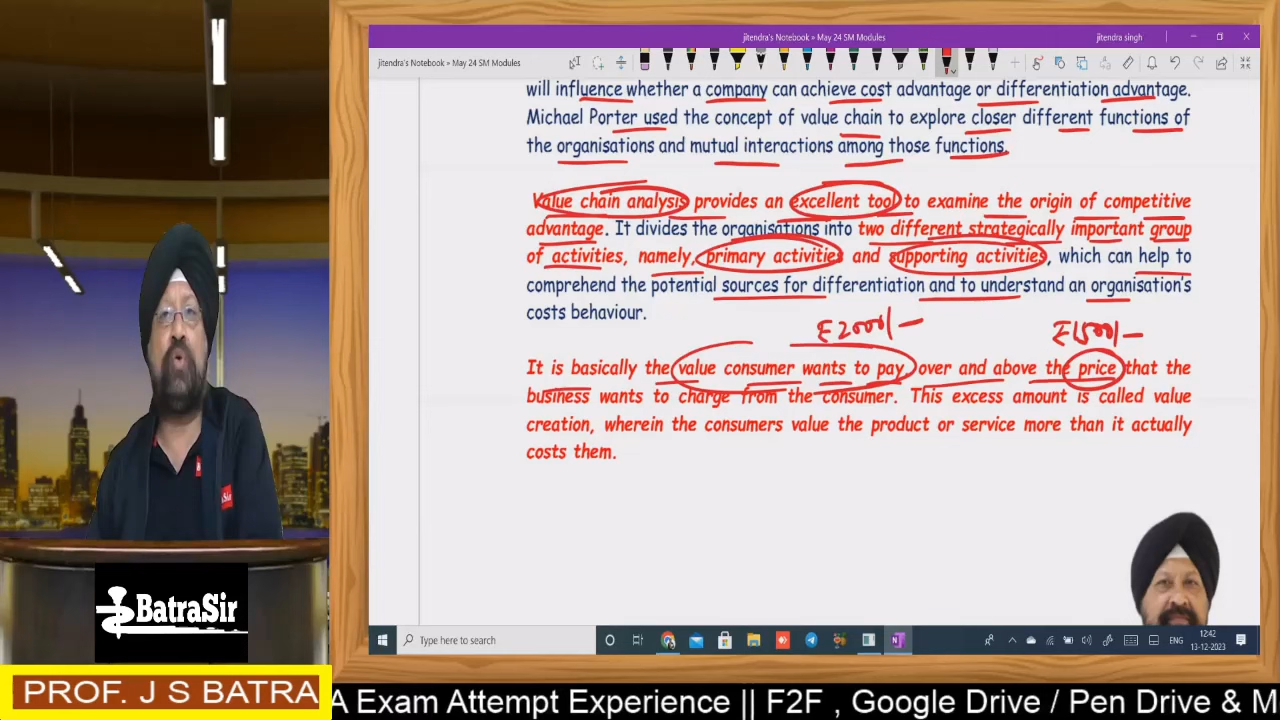 jitendra's Notebook » May 24 SM Modules
jitendra singh
jitendra's Notebook » May 24 SM Modules
will influence whether a company can achieve cost advantage or differentiation advantage.
Michael Porter used the concept of value chain to explore closer different functions of
the organisations and mutual interactions among those functions.
Value chain analysis provides an excellent tool to examine the origin of competitive
advantage. It divides the organisations into two different strategically important group
of activities, namely, primary activities and supporting activities, which can help to
comprehend the potential sources for differentiation and to understand an organisation's
costs behaviour.
₹2000/-
₹1500/-
It is basically the value consumer wants to pay, over and above the price that the
business wants to charge from the consumer. This excess amount is called value
creation, wherein the consumers value the product or service more than it actually
costs them.
BatraSir
Type here to search
ENG
12:42
13-12-2023
PROF. J S BATRA
A Exam Attempt Experience || F2F , Google Drive / Pen Drive & M